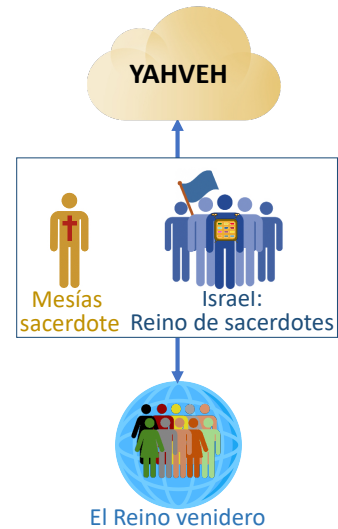 YAHVEH
Mesías
sacerdote
Israel:
Reino de sacerdotes
El Reino venidero